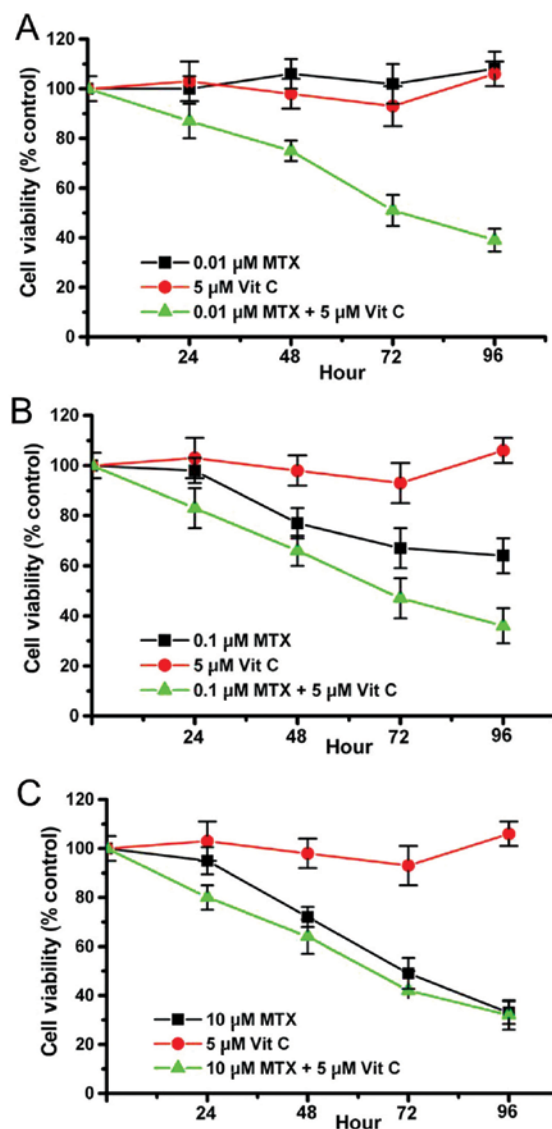 A
Cell viability (% control)
120
100
80
60
40
20
0
0.01 µM MTX
5 µM Vit C
0.01 µM MTX + 5 µM Vit C
24
48
72
96
Hour
B
Cell viability (% control)
120
100
80
60
40
20
0
0.1 µM MTX
5 µM Vit C
0.1 µM MTX + 5 µM Vit C
24
48
72
96
Hour
C
Cell viability (% control)
120
100
80
60
40
20
0
10 µM MTX
5 µM Vit C
10 µM MTX + 5 µM Vit C
24
48
72
96
Hour